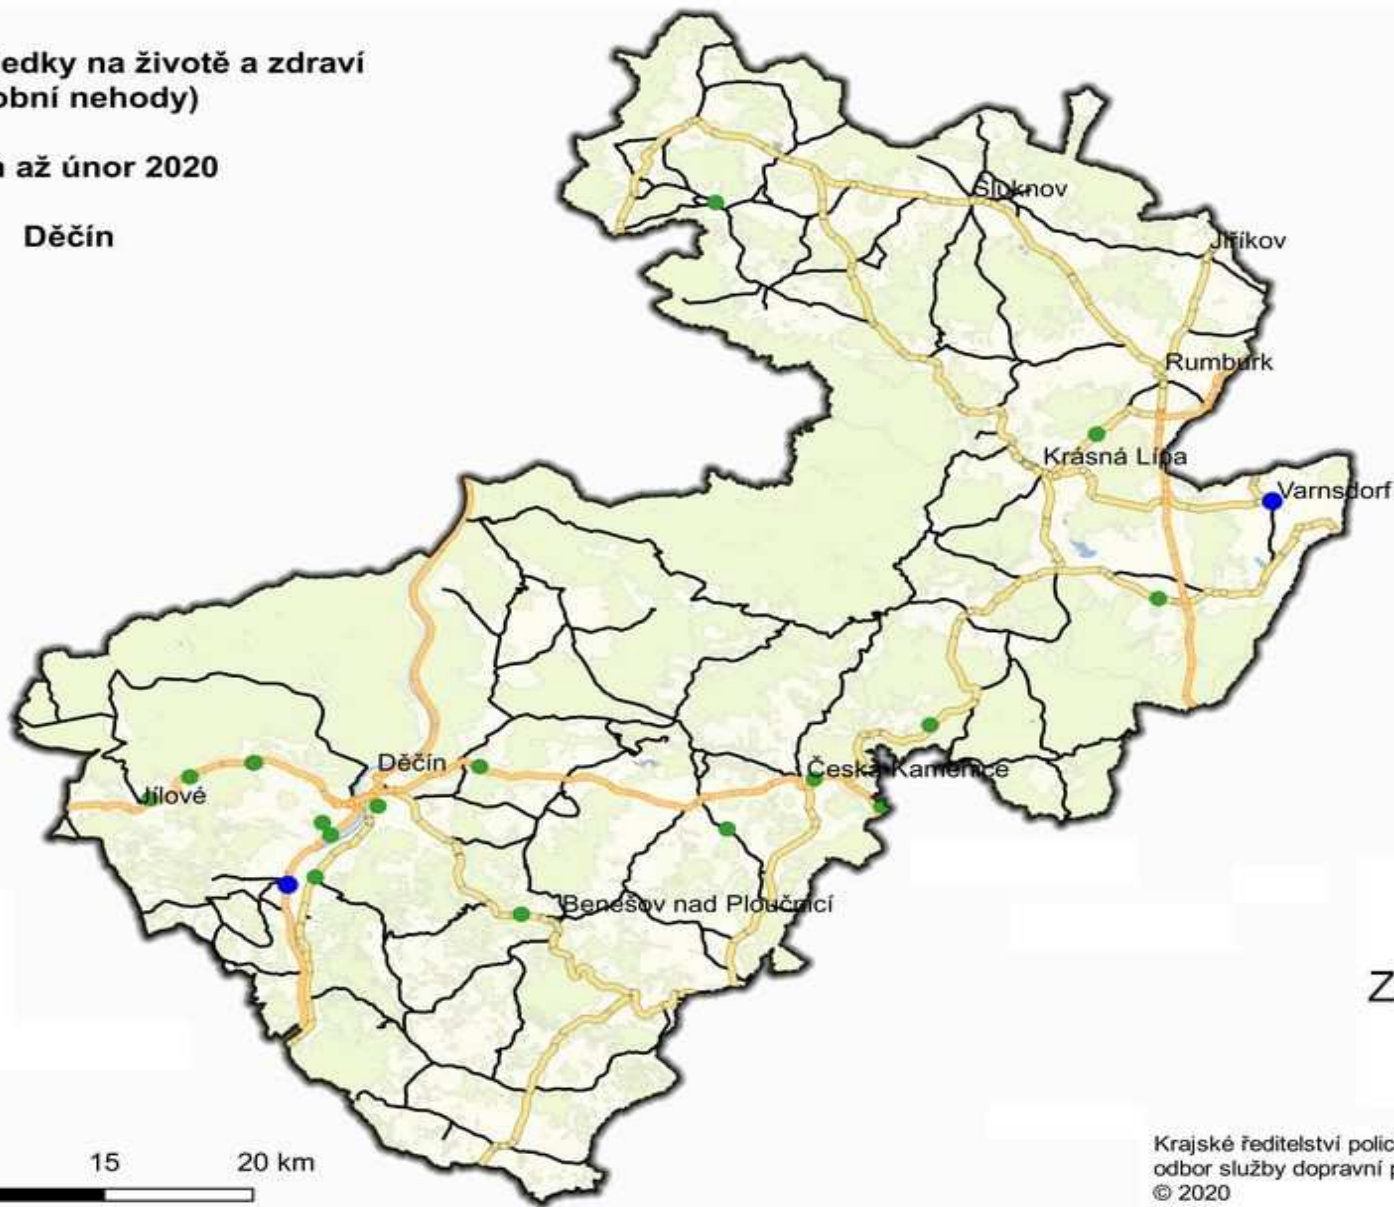 edky na životě a zdraví
obní nehody)
až únor 2020
Děčín
Šluknov
Jiříkov
Rumburk
Krásná Lípa
Varnsdorf
Děčín
Česká Kamenice
Jílové
Benešov nad Ploučnicí
Z
15 20 km
Krajské ředitelství polic
odbor služby dopravní p
© 2020